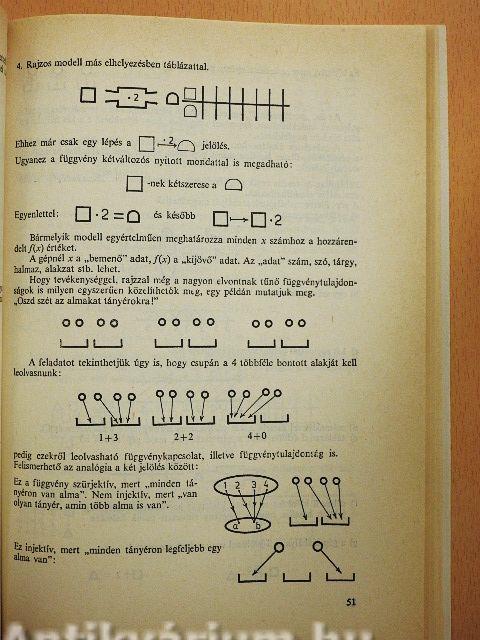 4. Rajzos modell más elhelyezésben táblázattal.
· 2
Ehhez már csak egy lépés a □ ·2→ ⌓ jelölés.
Ugyanez a függvény kétváltozós nyitott mondattal is megadható:
□ -nek kétszerese a ⌓
Egyenlettel: □ · 2 = ⌓ és később □ ↦ □ · 2
Bármelyik modell egyértelműen meghatározza minden x számhoz a hozzáren-
delt f(x) értéket.
A gépnél x a „bemenő” adat, f(x) a „kijövő” adat. Az „adat” szám, szó, tárgy,
halmaz, alakzat stb. lehet.
Hogy tevékenységgel, rajzzal még a nagyon elvontnak tűnő függvénytulajdon-
ságok is milyen egyszerűen közelíthetők meg, egy példán mutatjuk meg.
„Oszd szét az almákat tányérokra!”
A feladatot tekinthetjük úgy is, hogy csupán a 4 többféle bontott alakját kell
leolvasnunk:
1+3 2+2 4+0
pedig ezekről leolvasható függvénykapcsolat, illetve függvénytulajdonság is.
Felismerhető az analógia a két jelölés között:
Ez a függvény szürjektív, mert „minden tá-
nyéron van alma”. Nem injektív, mert „van
olyan tányér, amin több alma is van”.
1 2 3 4
a b
Ez injektív, mert „minden tányéron legfeljebb egy
alma van”:
51
Antikvárium.hu